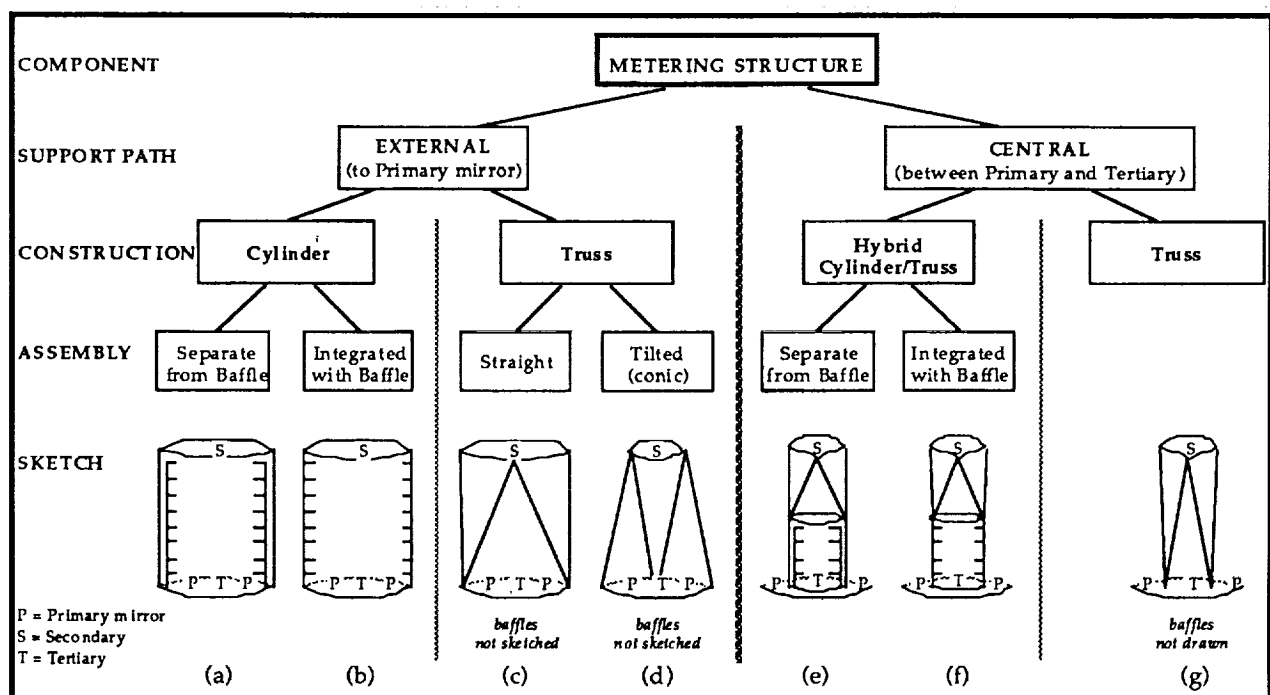 COMPONENT
METERING STRUCTURE
SUPPORT PATH
EXTERNAL
(to Primary mirror)
CENTRAL
(between Primary and Tertiary)
CONSTRUCTION
Cylinder
Truss
Hybrid
Cylinder/Truss
Truss
ASSEMBLY
Separate
from Baffle
Integrated
with Baffle
Straight
Tilted
(conic)
Separate
from Baffle
Integrated
with Baffle
SKETCH
S
S
S
S
S
S
S
P T P
P T P
P T P
P T P
P T P
P T P
P T P
P = Primary mirror
S = Secondary
T = Tertiary
baffles
not sketched
baffles
not sketched
baffles
not drawn
(a) (b) (c) (d) (e) (f) (g)